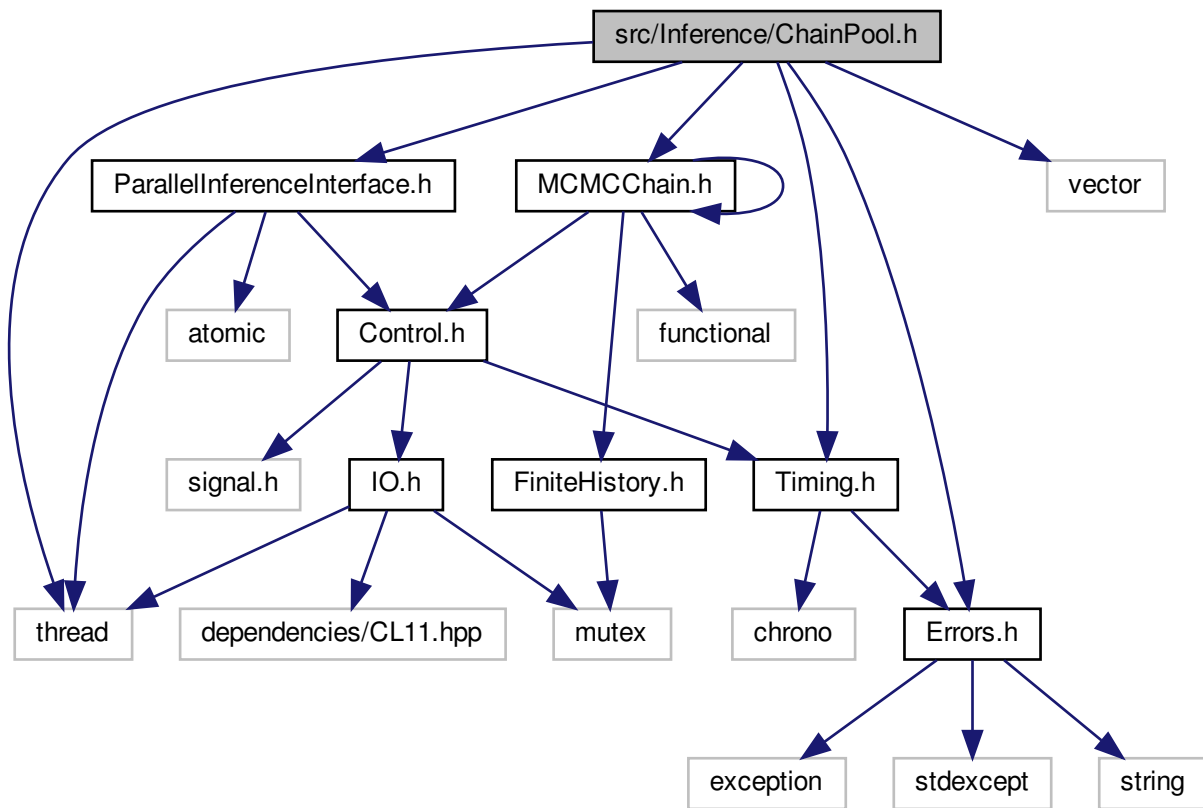 src/Inference/ChainPool.h
ParallelInferenceInterface.h
MCMCChain.h
vector
atomic
Control.h
functional
signal.h
IO.h
FiniteHistory.h
Timing.h
thread
dependencies/CL11.hpp
mutex
chrono
Errors.h
exception
stdexcept
string